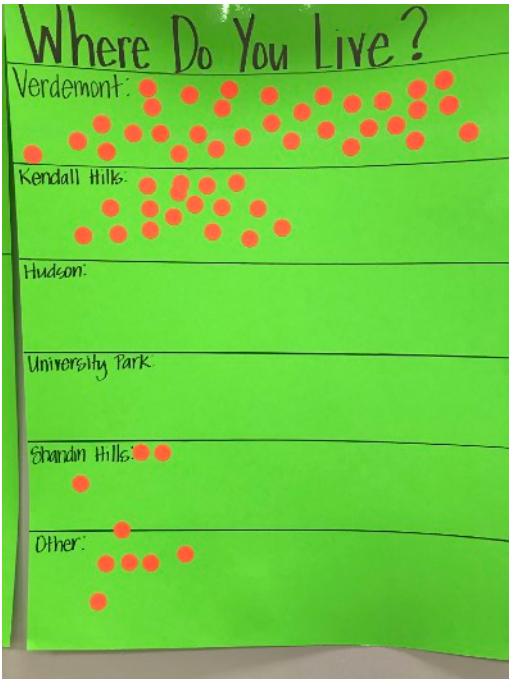 Where Do You Live?
Verdemont:
Kendall Hills:
Hudson:
University Park:
Shandin Hills:
Other: